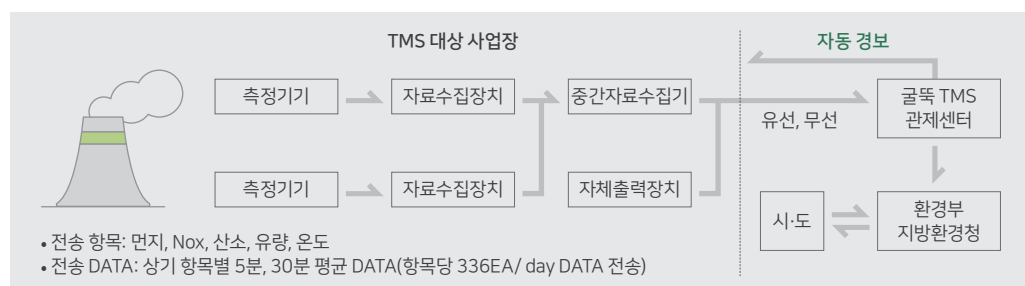 TMS 대상 사업장
자동 경보
측정기기
자료수집장치
중간자료수집기
유선, 무선
굴뚝 TMS
관제센터
측정기기
자료수집장치
자체출력장치
시·도
환경부
지방환경청
• 전송 항목: 먼지, Nox, 산소, 유량, 온도
• 전송 DATA: 상기 항목별 5분, 30분 평균 DATA(항목당 336EA/ day DATA 전송)